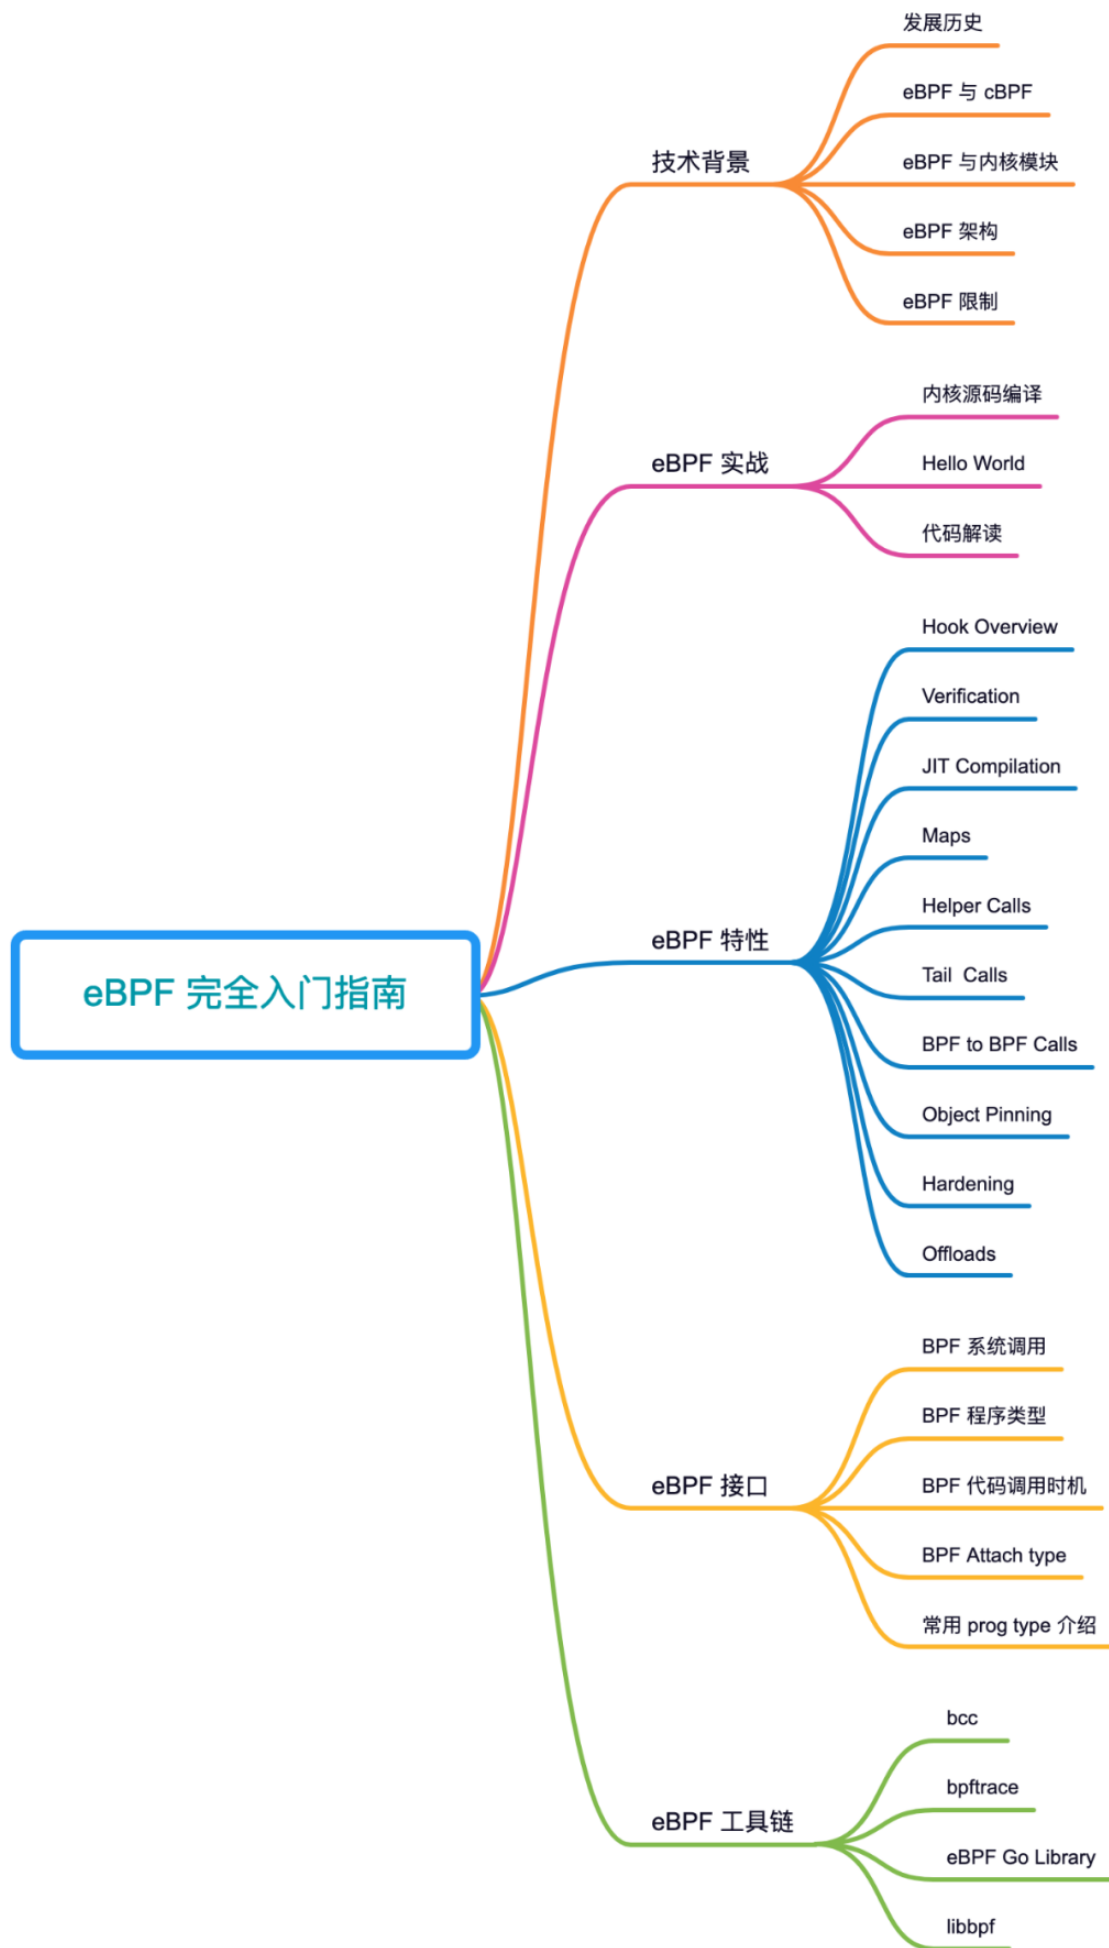 eBPF 完全入门指南
技术背景
发展历史
eBPF 与 cBPF
eBPF 与内核模块
eBPF 架构
eBPF 限制
eBPF 实战
内核源码编译
Hello World
代码解读
eBPF 特性
Hook Overview
Verification
JIT Compilation
Maps
Helper Calls
Tail  Calls
BPF to BPF Calls
Object Pinning
Hardening
Offloads
eBPF 接口
BPF 系统调用
BPF 程序类型
BPF 代码调用时机
BPF Attach type
常用 prog type 介绍
eBPF 工具链
bcc
bpftrace
eBPF Go Library
libbpf